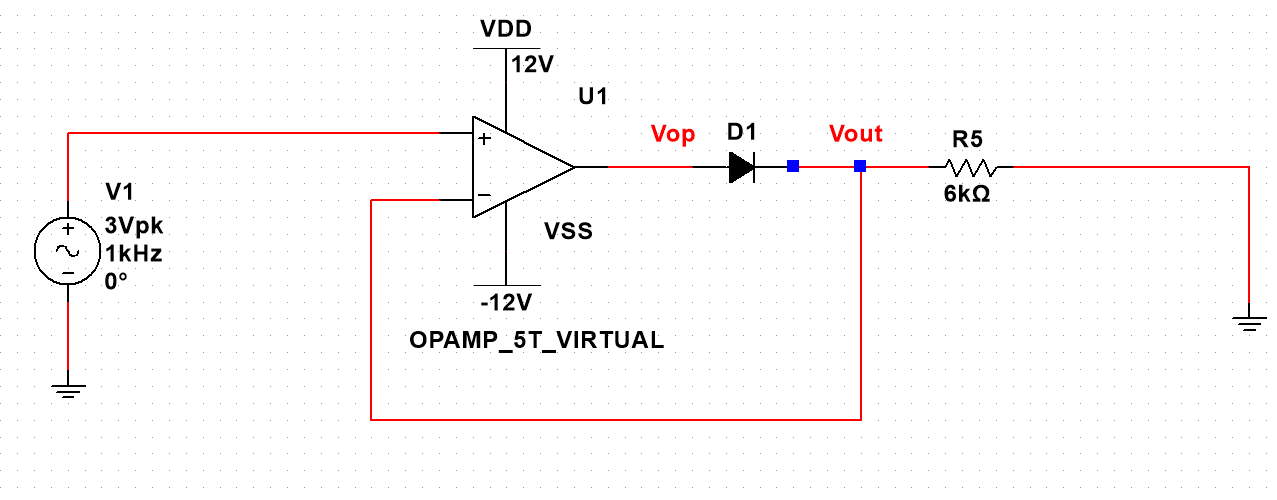 VDD
12V
U1
Vop
D1
Vout
R5
6kΩ
V1
3Vpk
1kHz
0°
VSS
-12V
OPAMP_5T_VIRTUAL